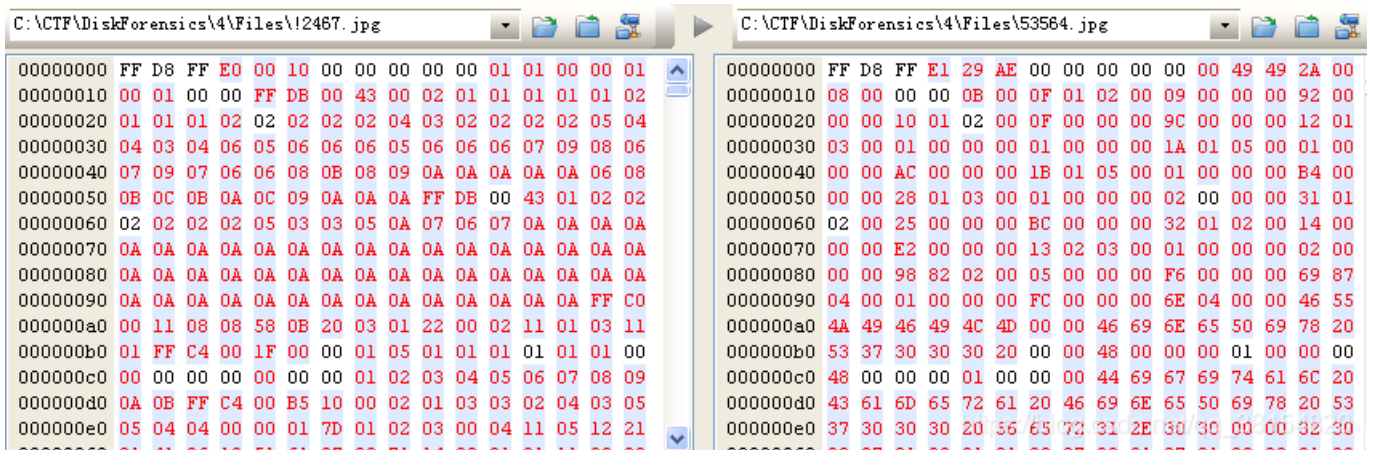 C:\CTF\DiskForensics\4\Files\!2467.jpg
00000000 FF D8 FF E0 00 10 00 00 00 00 00 01 01 00 00 01
00000010 00 01 00 00 FF DB 00 43 00 02 01 01 01 01 01 02
00000020 01 01 01 02 02 02 02 02 04 03 02 02 02 02 05 04
00000030 04 03 04 06 05 06 06 06 05 06 06 06 07 09 08 06
00000040 07 09 07 06 06 08 0B 08 09 0A 0A 0A 0A 0A 06 08
00000050 0B 0C 0B 0A 0C 09 0A 0A 0A FF DB 00 43 01 02 02
00000060 02 02 02 02 05 03 03 05 0A 07 06 07 0A 0A 0A 0A
00000070 0A 0A 0A 0A 0A 0A 0A 0A 0A 0A 0A 0A 0A 0A 0A 0A
00000080 0A 0A 0A 0A 0A 0A 0A 0A 0A 0A 0A 0A 0A 0A 0A 0A
00000090 0A 0A 0A 0A 0A 0A 0A 0A 0A 0A 0A 0A 0A 0A FF C0
000000a0 00 11 08 08 58 0B 20 03 01 22 00 02 11 01 03 11
000000b0 01 FF C4 00 1F 00 00 01 05 01 01 01 01 01 01 00
000000c0 00 00 00 00 00 00 00 01 02 03 04 05 06 07 08 09
000000d0 0A 0B FF C4 00 B5 10 00 02 01 03 03 02 04 03 05
000000e0 05 04 04 00 00 01 7D 01 02 03 00 04 11 05 12 21
C:\CTF\DiskForensics\4\Files\53564.jpg
00000000 FF D8 FF E1 29 AE 00 00 00 00 00 00 49 49 2A 00
00000010 08 00 00 00 0B 00 0F 01 02 00 09 00 00 00 92 00
00000020 00 00 10 01 02 00 0F 00 00 00 9C 00 00 00 12 01
00000030 03 00 01 00 00 00 01 00 00 00 1A 01 05 00 01 00
00000040 00 00 AC 00 00 00 1B 01 05 00 01 00 00 00 B4 00
00000050 00 00 28 01 03 00 01 00 00 00 02 00 00 00 31 01
00000060 02 00 25 00 00 00 BC 00 00 00 32 01 02 00 14 00
00000070 00 00 E2 00 00 00 13 02 03 00 01 00 00 00 02 00
00000080 00 00 98 82 02 00 05 00 00 00 F6 00 00 00 69 87
00000090 04 00 01 00 00 00 FC 00 00 00 6E 04 00 00 46 55
000000a0 4A 49 46 49 4C 4D 00 00 46 69 6E 65 50 69 78 20
000000b0 53 37 30 30 30 20 00 00 48 00 00 00 01 00 00 00
000000c0 48 00 00 00 01 00 00 00 44 69 67 69 74 61 6C 20
000000d0 43 61 6D 65 72 61 20 46 69 6E 65 50 69 78 20 53
000000e0 37 30 30 30 20 56 65 72 31 2E 30 30 00 00 32 30